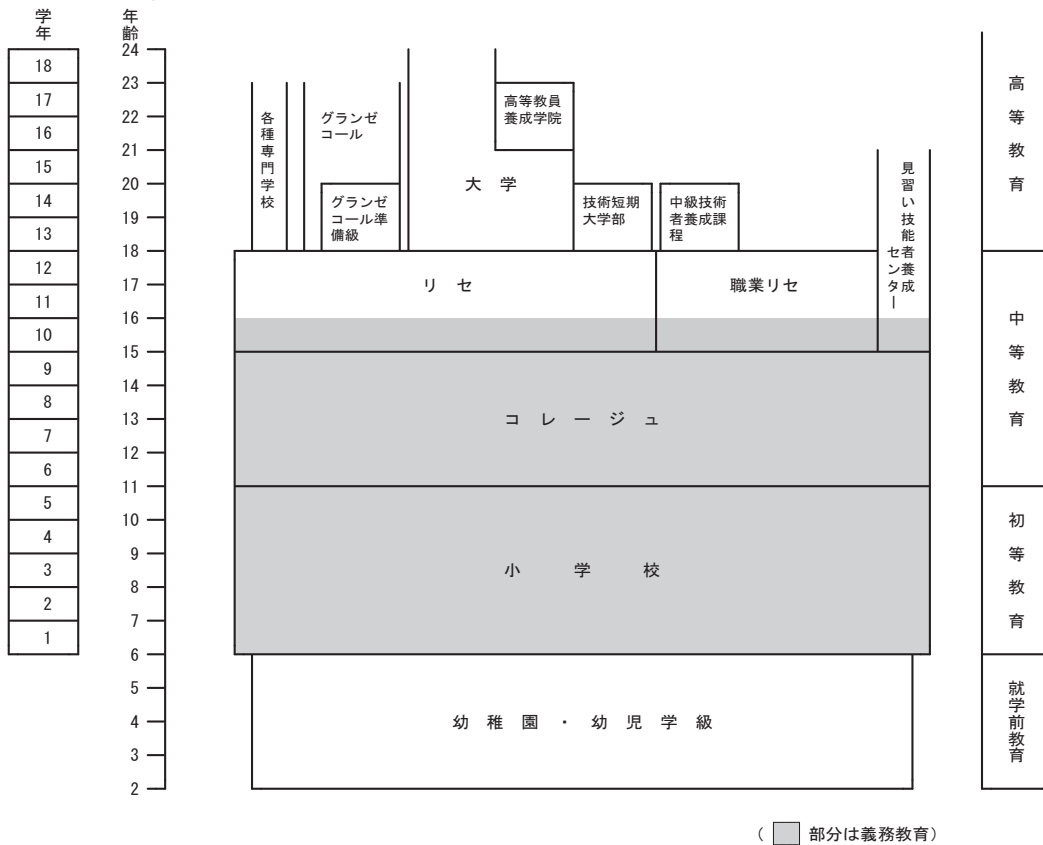 学年
年齢
18
17
16
15
14
13
12
11
10
9
8
7
6
5
4
3
2
1
24
23
22
21
20
19
18
17
16
15
14
13
12
11
10
9
8
7
6
5
4
3
2
各種専門学校
グランゼ
コール
グランゼ
コール準
備級
大学
高等教員
養成学院
技術短期
大学部
中級技術
者養成課
程
見習い技能者養成
センター
リセ
職業リセ
コレージュ
小学校
幼稚園・幼児学級
高等教育
中等教育
初等教育
就学前教育
( 部分は義務教育)